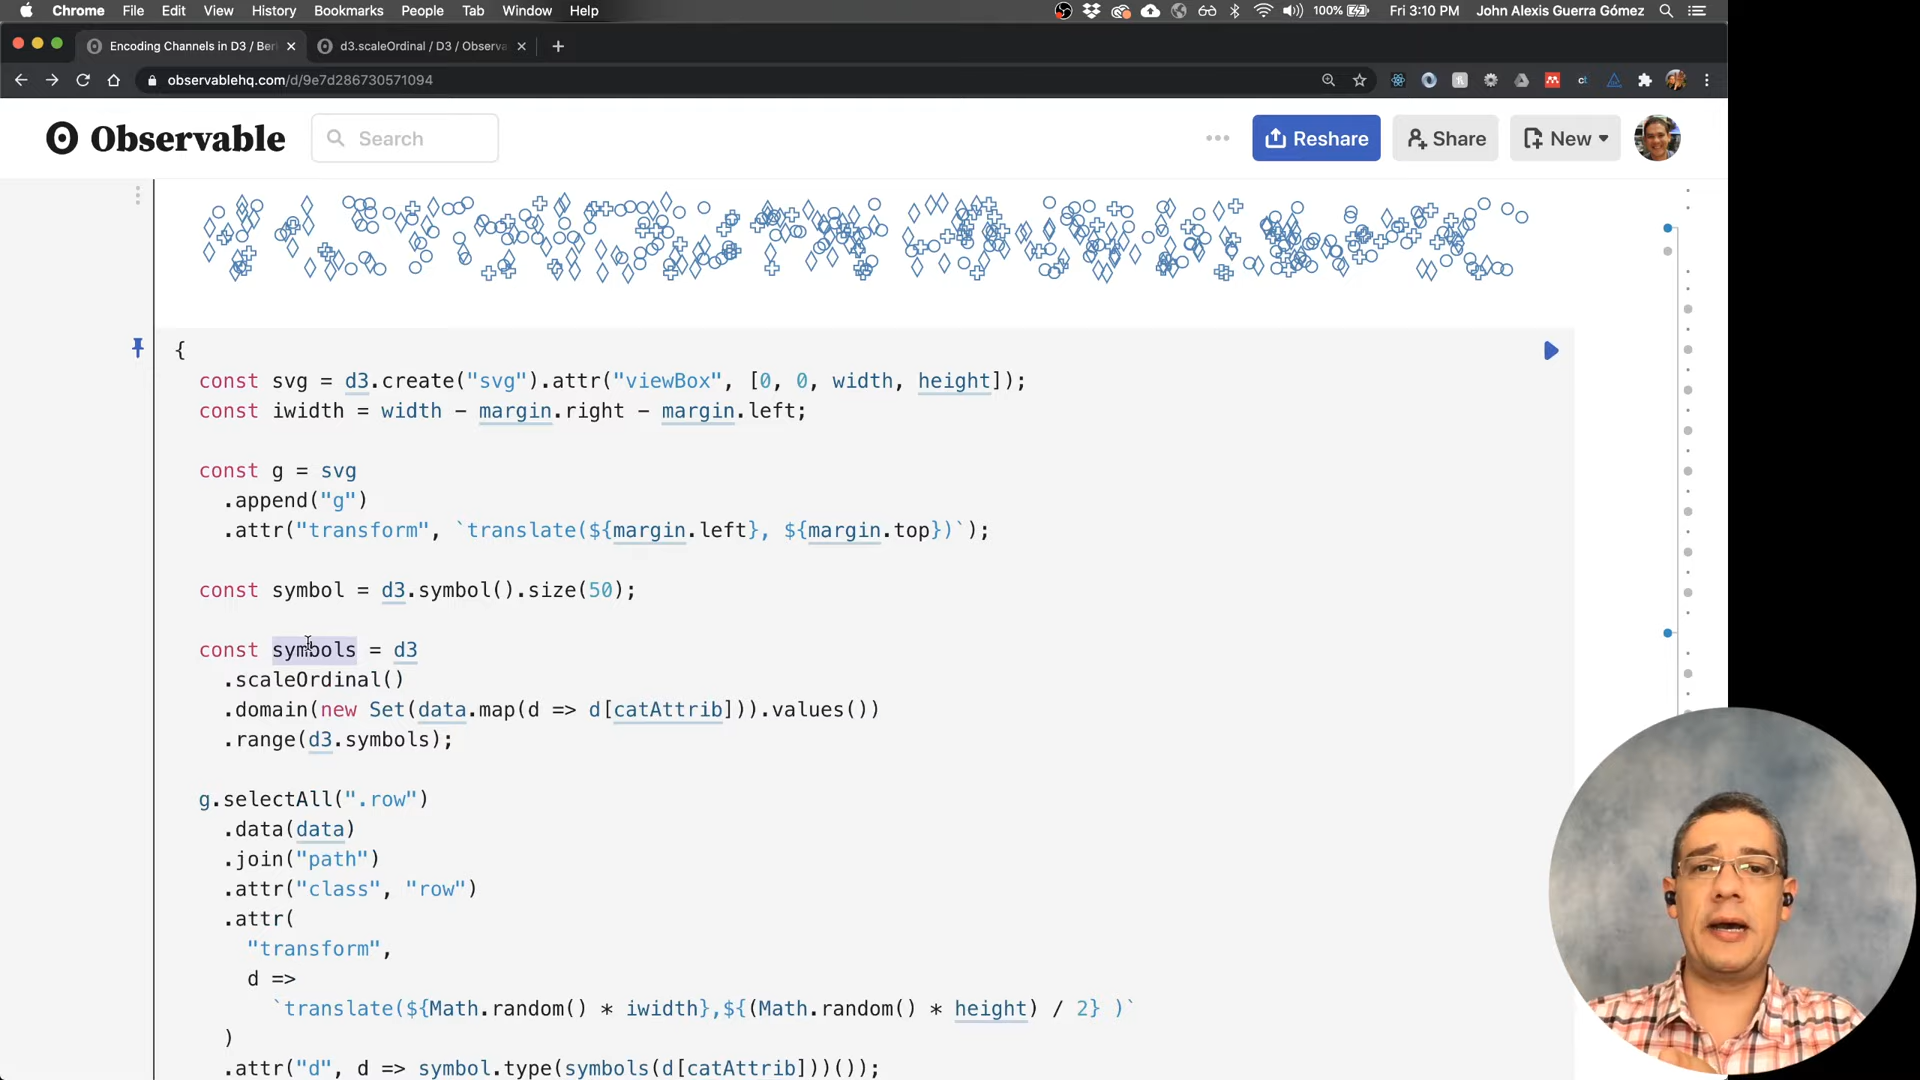 Chrome File Edit View History Bookmarks People Tab Window Help 100% Fri 3:10 PM John Alexis Guerra Gómez
Encoding Channels in D3 / Ber
d3.scaleOrdinal / D3 / Observa
observablehq.com/d/9e7d286730571094
Observable
Search
Reshare
Share
New
{
const svg = d3.create("svg").attr("viewBox", [0, 0, width, height]);
const iwidth = width - margin.right - margin.left;
const g = svg
.append("g")
.attr("transform", `translate(${margin.left}, ${margin.top})`);
const symbol = d3.symbol().size(50);
const symbols = d3
.scaleOrdinal()
.domain(new Set(data.map(d => d[catAttrib])).values())
.range(d3.symbols);
g.selectAll(".row")
.data(data)
.join("path")
.attr("class", "row")
.attr(
"transform",
d =>
`translate(${Math.random() * iwidth},${(Math.random() * height) / 2} )`
)
.attr("d", d => symbol.type(symbols(d[catAttrib]))());